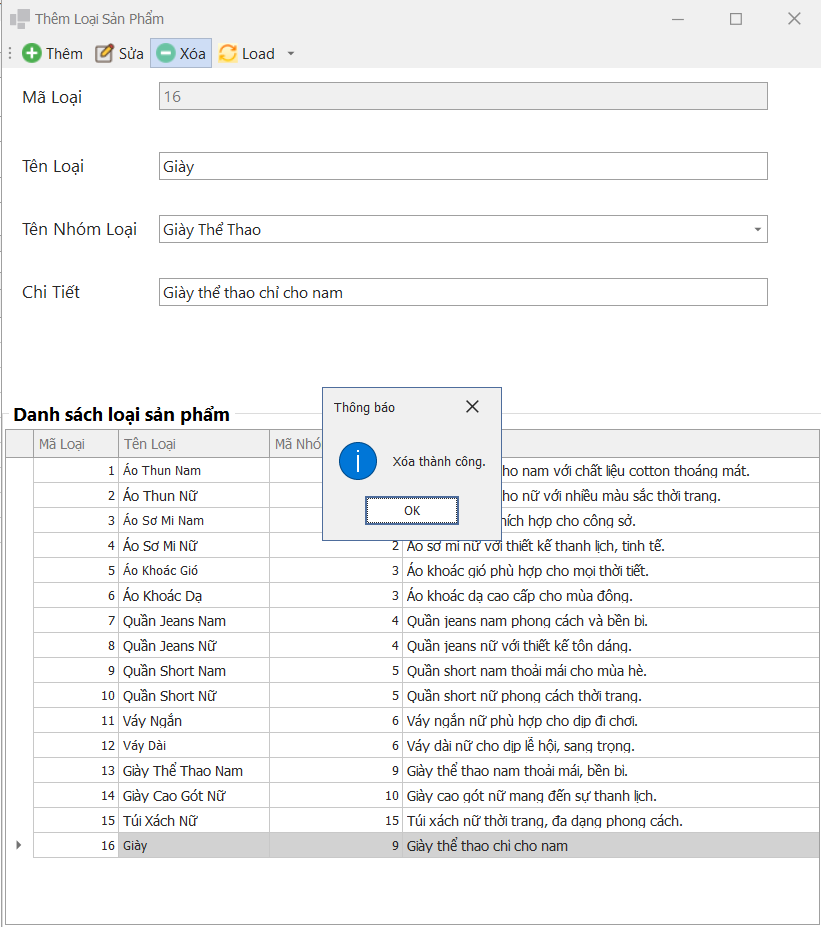 Thêm Loại Sản Phẩm
Thêm Sửa Xóa Load
Mã Loại 16
Tên Loại Giày
Tên Nhóm Loại Giày Thể Thao
Chi Tiết Giày thể thao chỉ cho nam
Danh sách loại sản phẩm
Thông báo
Xóa thành công.
OK
Mã Loại Tên Loại Mã Nhó
1 Áo Thun Nam cho nam với chất liệu cotton thoáng mát.
2 Áo Thun Nữ cho nữ với nhiều màu sắc thời trang.
3 Áo Sơ Mi Nam hích hợp cho công sở.
4 Áo Sơ Mi Nữ 2 Áo sơ mi nữ với thiết kế thanh lịch, tinh tế.
5 Áo Khoác Gió 3 Áo khoác gió phù hợp cho mọi thời tiết.
6 Áo Khoác Dạ 3 Áo khoác dạ cao cấp cho mùa đông.
7 Quần Jeans Nam 4 Quần jeans nam phong cách và bền bỉ.
8 Quần Jeans Nữ 4 Quần jeans nữ với thiết kế tôn dáng.
9 Quần Short Nam 5 Quần short nam thoải mái cho mùa hè.
10 Quần Short Nữ 5 Quần short nữ phong cách thời trang.
11 Váy Ngắn 6 Váy ngắn nữ phù hợp cho dịp đi chơi.
12 Váy Dài 6 Váy dài nữ cho dịp lễ hội, sang trọng.
13 Giày Thể Thao Nam 9 Giày thể thao nam thoải mái, bền bỉ.
14 Giày Cao Gót Nữ 10 Giày cao gót nữ mang đến sự thanh lịch.
15 Túi Xách Nữ 15 Túi xách nữ thời trang, đa dạng phong cách.
16 Giày 9 Giày thể thao chỉ cho nam